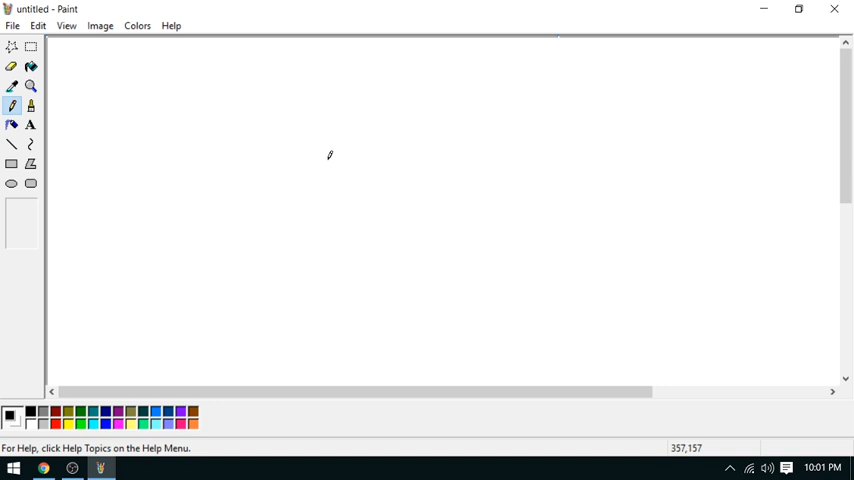 untitled - Paint
File Edit View Image Colors Help
A
For Help, click Help Topics on the Help Menu.
357,157
10:01 PM